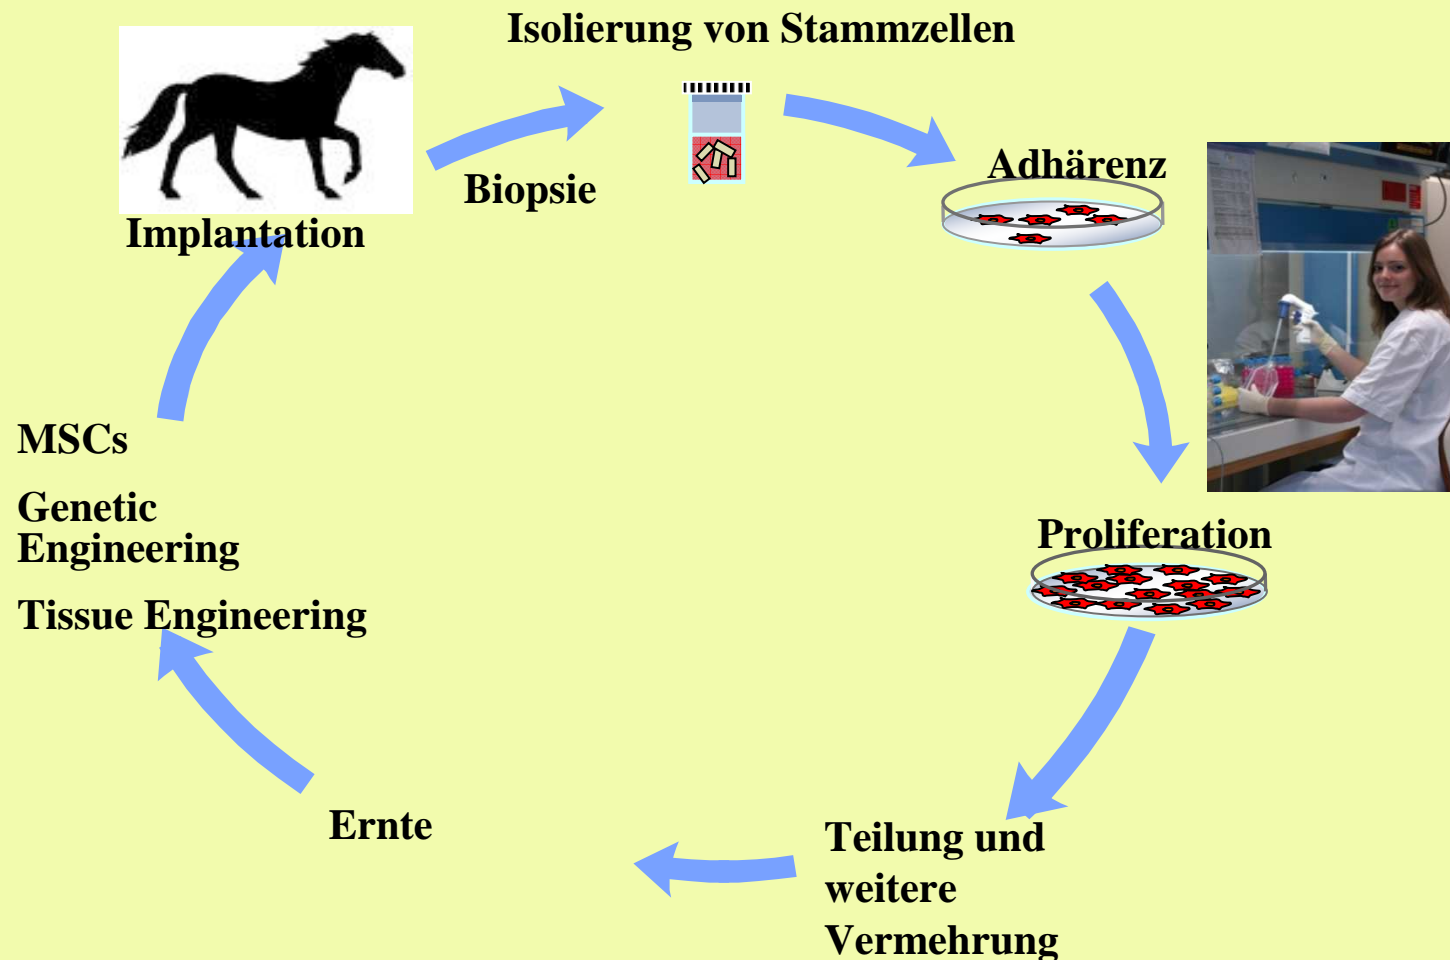 Isolierung von Stammzellen
Biopsie
Adhärenz
Implantation
Proliferation
Teilung und
weitere
Vermehrung
Ernte
MSCs
Genetic
Engineering
Tissue Engineering